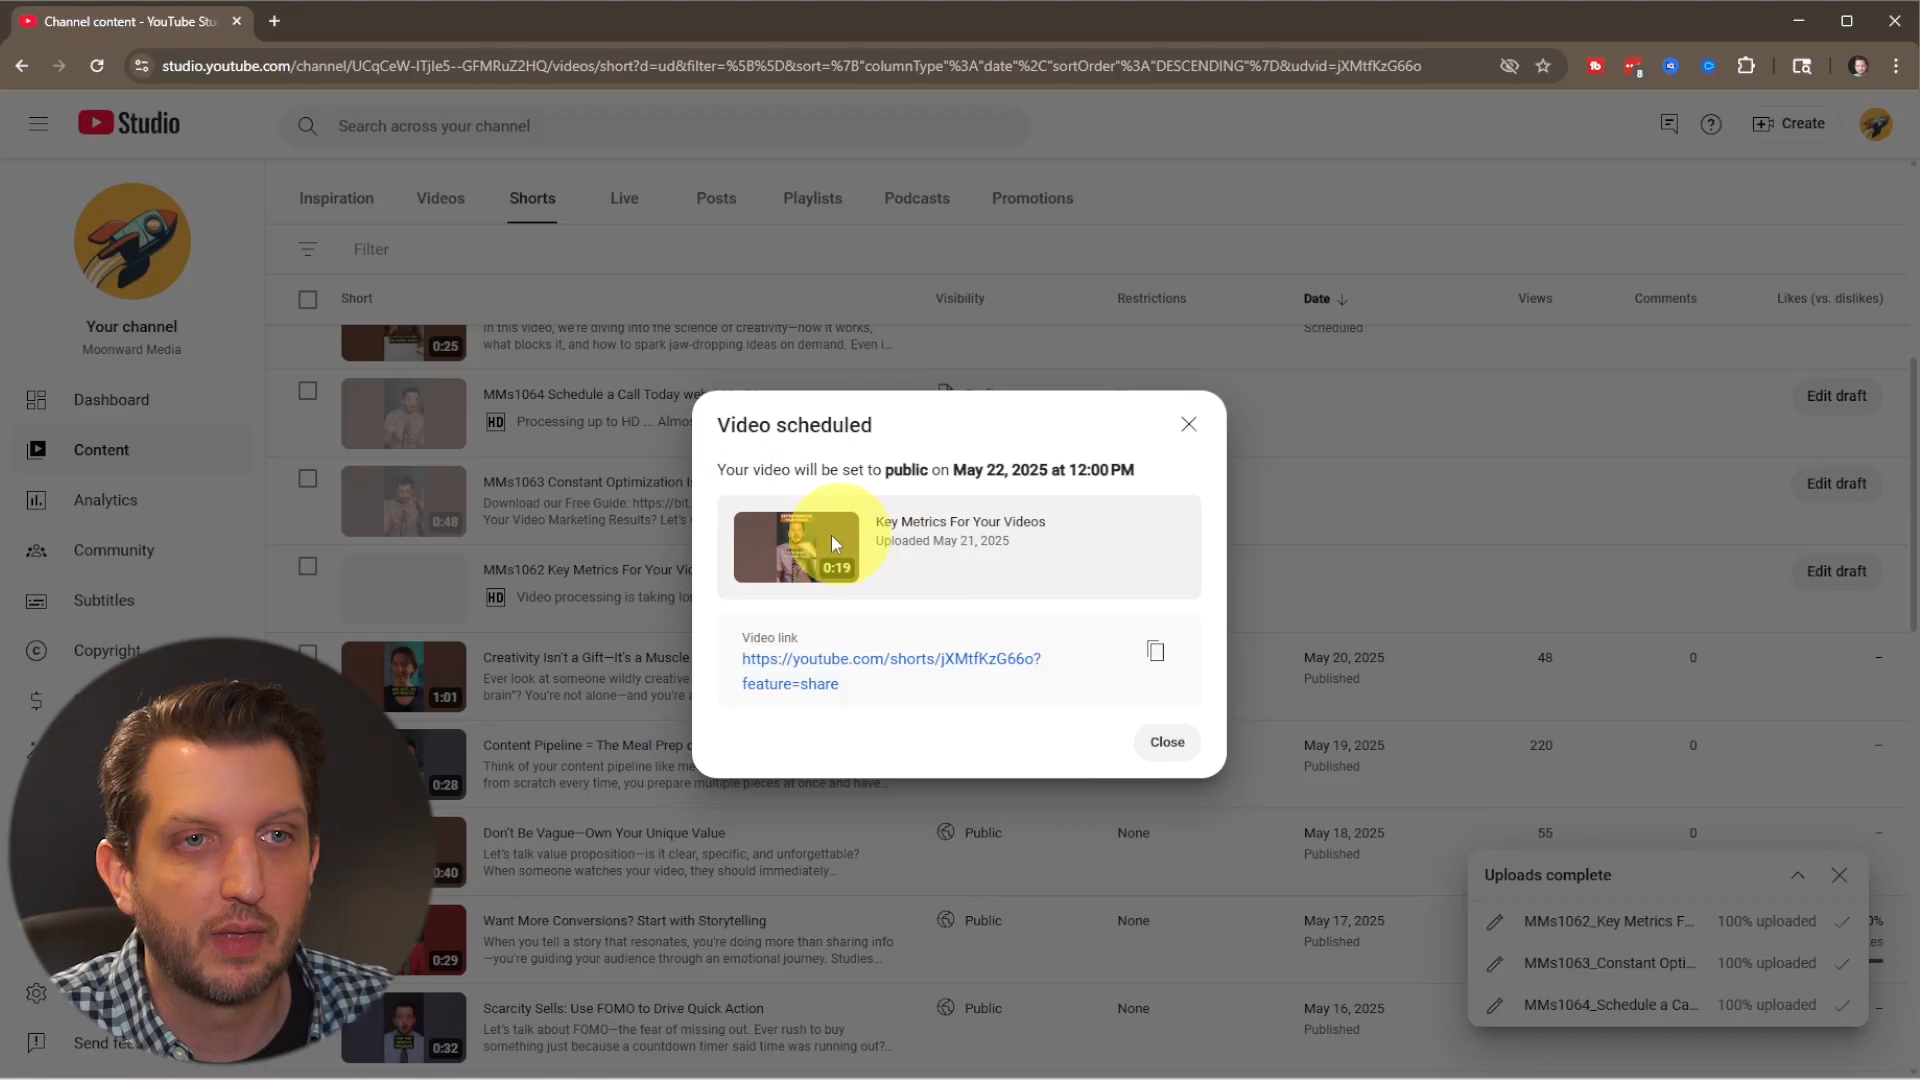 Channel content - YouTube Stu
studio.youtube.com/channel/UCqCeW-ITjle5--GFMRuZ2HQ/videos/short?d=ud&filter=%5B%5D&sort=%7B"columnType"%3A"date"%2C"sortOrder"%3A"DESCENDING"%7D&udvid=jXMtfKzG66o
8
Studio
Search across your channel
Create
Your channel
Moonward Media
Dashboard
Content
Analytics
Community
Subtitles
Copyright
Inspiration
Videos
Shorts
Live
Posts
Playlists
Podcasts
Promotions
Filter
Short
Visibility
Restrictions
Date
Views
Comments
Likes (vs. dislikes)
0:25
In this video, we're diving into the science of creativity—how it works,
what blocks it, and how to spark jaw-dropping ideas on demand. Even i...
Scheduled
MMs1064 Schedule a Call Today
HD Processing up to HD ...
Edit draft
0:48
MMs1063 Constant Optimization
Download our Free Guide: https://bit.
Your Video Marketing Results? Let's
Edit draft
MMs1062 Key Metrics For Your
HD Video processing is taking
Edit draft
1:01
Creativity Isn't a Gift—It's a Muscle
Ever look at someone wildly creative
brain"? You're not alone—and you're
May 20, 2025
Published
48
0
–
0:28
Content Pipeline = The Meal Prep
Think of your content pipeline like
from scratch every time, you prepare multiple pieces at once and have...
May 19, 2025
Published
220
0
–
0:40
Don't Be Vague—Own Your Unique Value
Let's talk value proposition—is it clear, specific, and unforgettable?
When someone watches your video, they should immediately...
Public
None
May 18, 2025
Published
55
0
–
0:29
Want More Conversions? Start with Storytelling
When you tell a story that resonates, you're doing more than sharing info
—you're guiding your audience through an emotional journey. Studies...
Public
None
May 17, 2025
Published
0:32
Scarcity Sells: Use FOMO to Drive Quick Action
Let's talk about FOMO—the fear of missing out. Ever rush to buy
something just because a countdown timer said time was running out?...
Public
None
May 16, 2025
Published
Video scheduled
Your video will be set to public on May 22, 2025 at 12:00 PM
0:19
Key Metrics For Your Videos
Uploaded May 21, 2025
Video link
https://youtube.com/shorts/jXMtfKzG66o?
feature=share
Close
Uploads complete
MMs1062_Key Metrics F... 100% uploaded
MMs1063_Constant Opti... 100% uploaded
MMs1064_Schedule a Ca... 100% uploaded